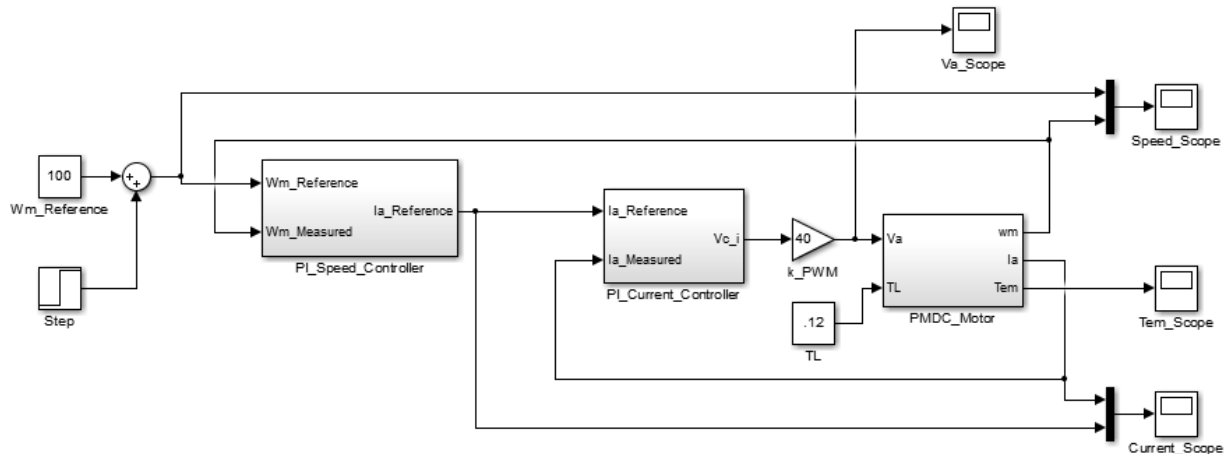 Va_Scope
Speed_Scope
100
+
+
Wm_Reference
Wm_Reference
Ia_Reference
Wm_Measured
PI_Speed_Controller
Ia_Reference
Vc_i
Ia_Measured
PI_Current_Controller
40
k_PWM
Va
wm
Ia
TL
Tem
PMDC_Motor
Step
.12
TL
Tem_Scope
Current_Scope